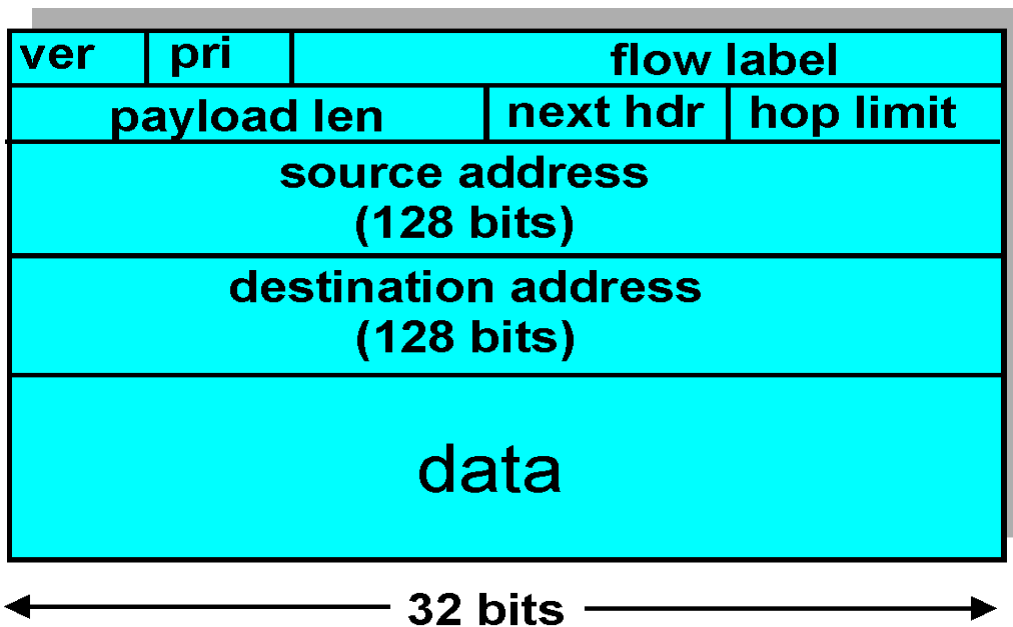 ver pri flow label
payload len next hdr hop limit
source address
(128 bits)
destination address
(128 bits)
data
32 bits